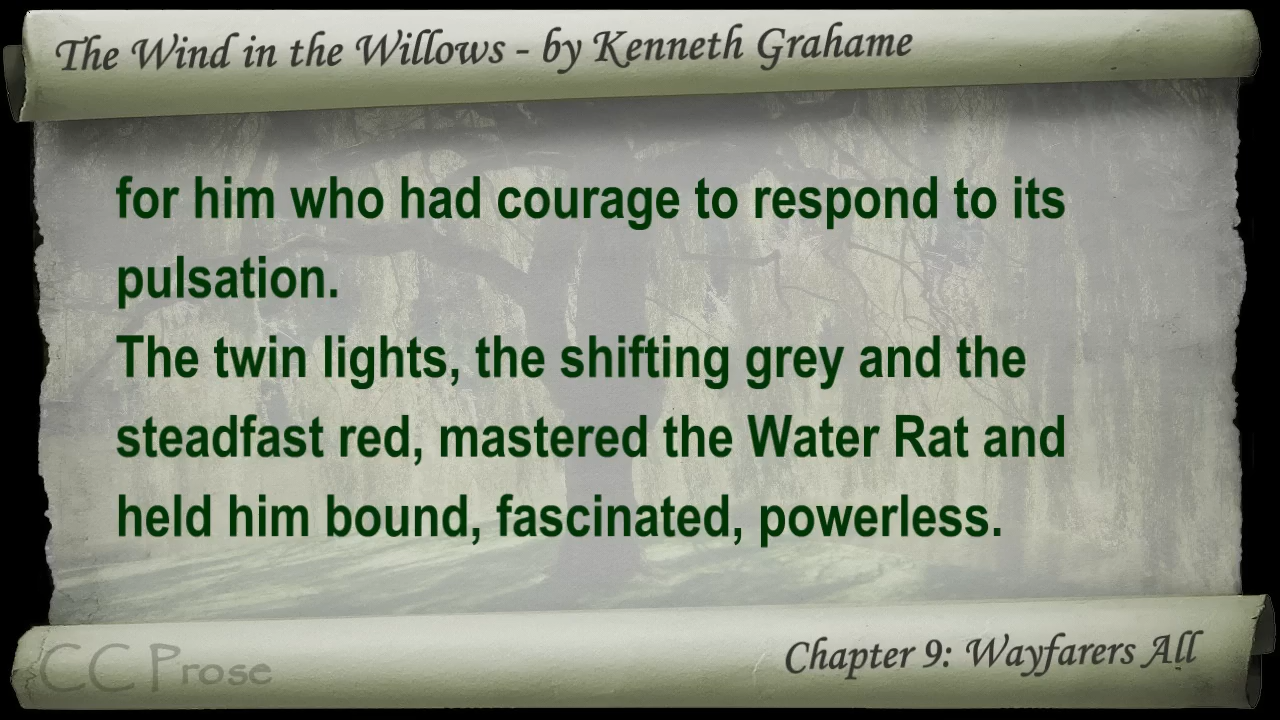 The Wind in the Willows - by Kenneth Grahame
for him who had courage to respond to its
pulsation.
The twin lights, the shifting grey and the
steadfast red, mastered the Water Rat and
held him bound, fascinated, powerless.
CC Prose
Chapter 9: Wayfarers All